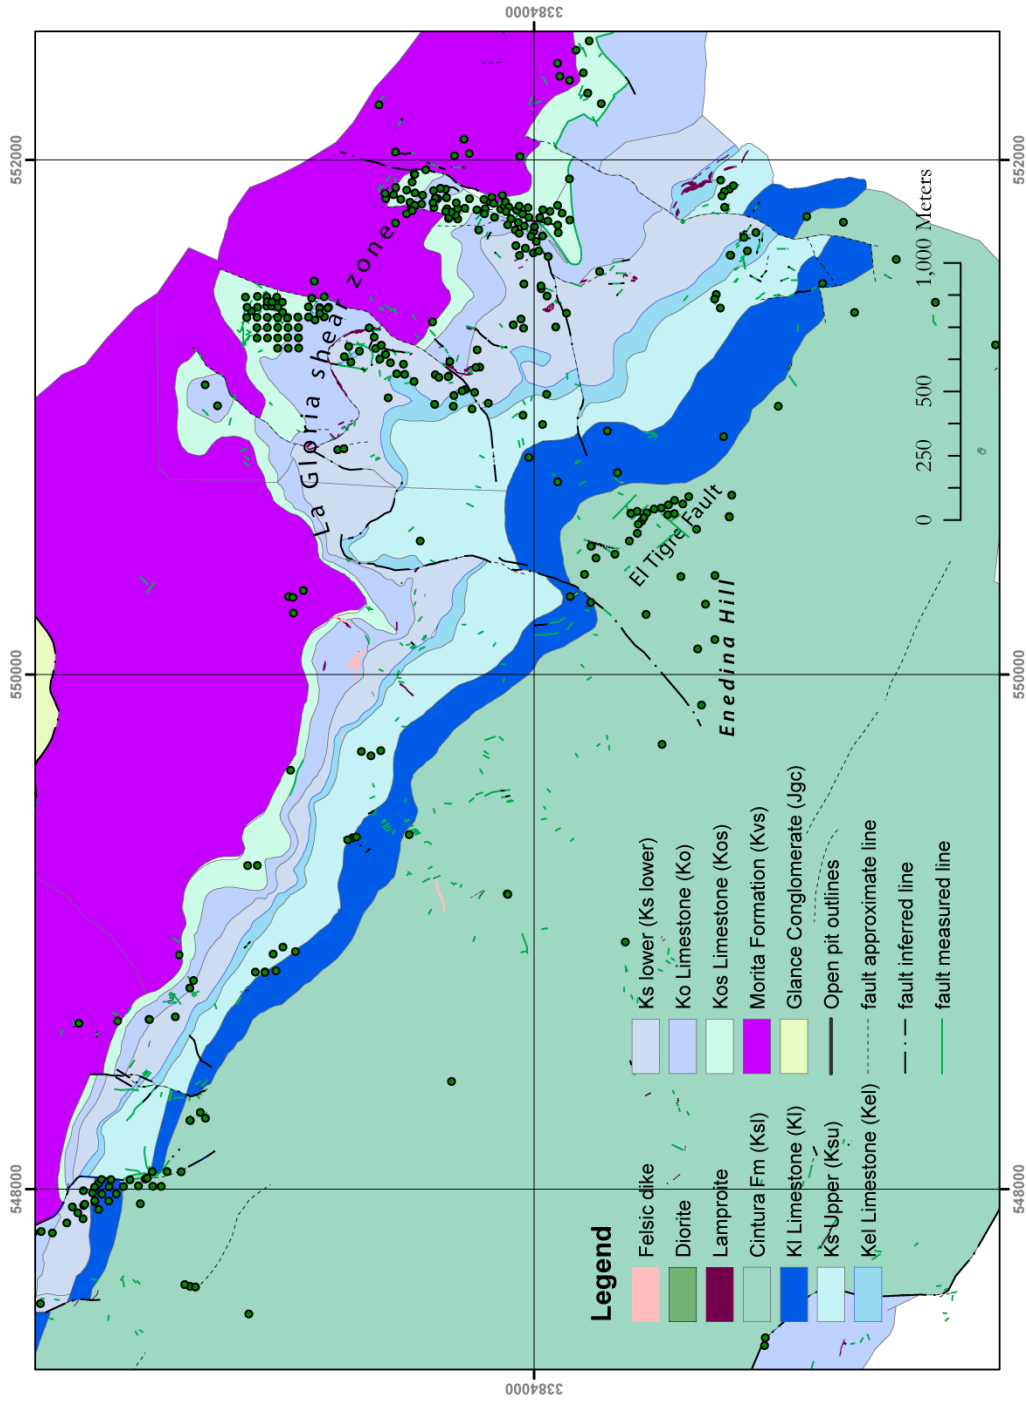 552000
550000
548000
3384000
3384000
552000
550000
548000
La Gloria shear zone
El Tigre Fault
Enedina Hill
0 250 500 1,000 Meters
Legend
Felsic dike
Diorite
Lamproite
Cintura Fm (Ksl)
Kl Limestone (Kl)
Ks Upper (Ksu)
Kel Limestone (Kel)
Ks lower (Ks lower)
Ko Limestone (Ko)
Kos Limestone (Kos)
Morita Formation (Kvs)
Glance Conglomerate (Jgc)
Open pit outlines
fault approximate line
fault inferred line
fault measured line